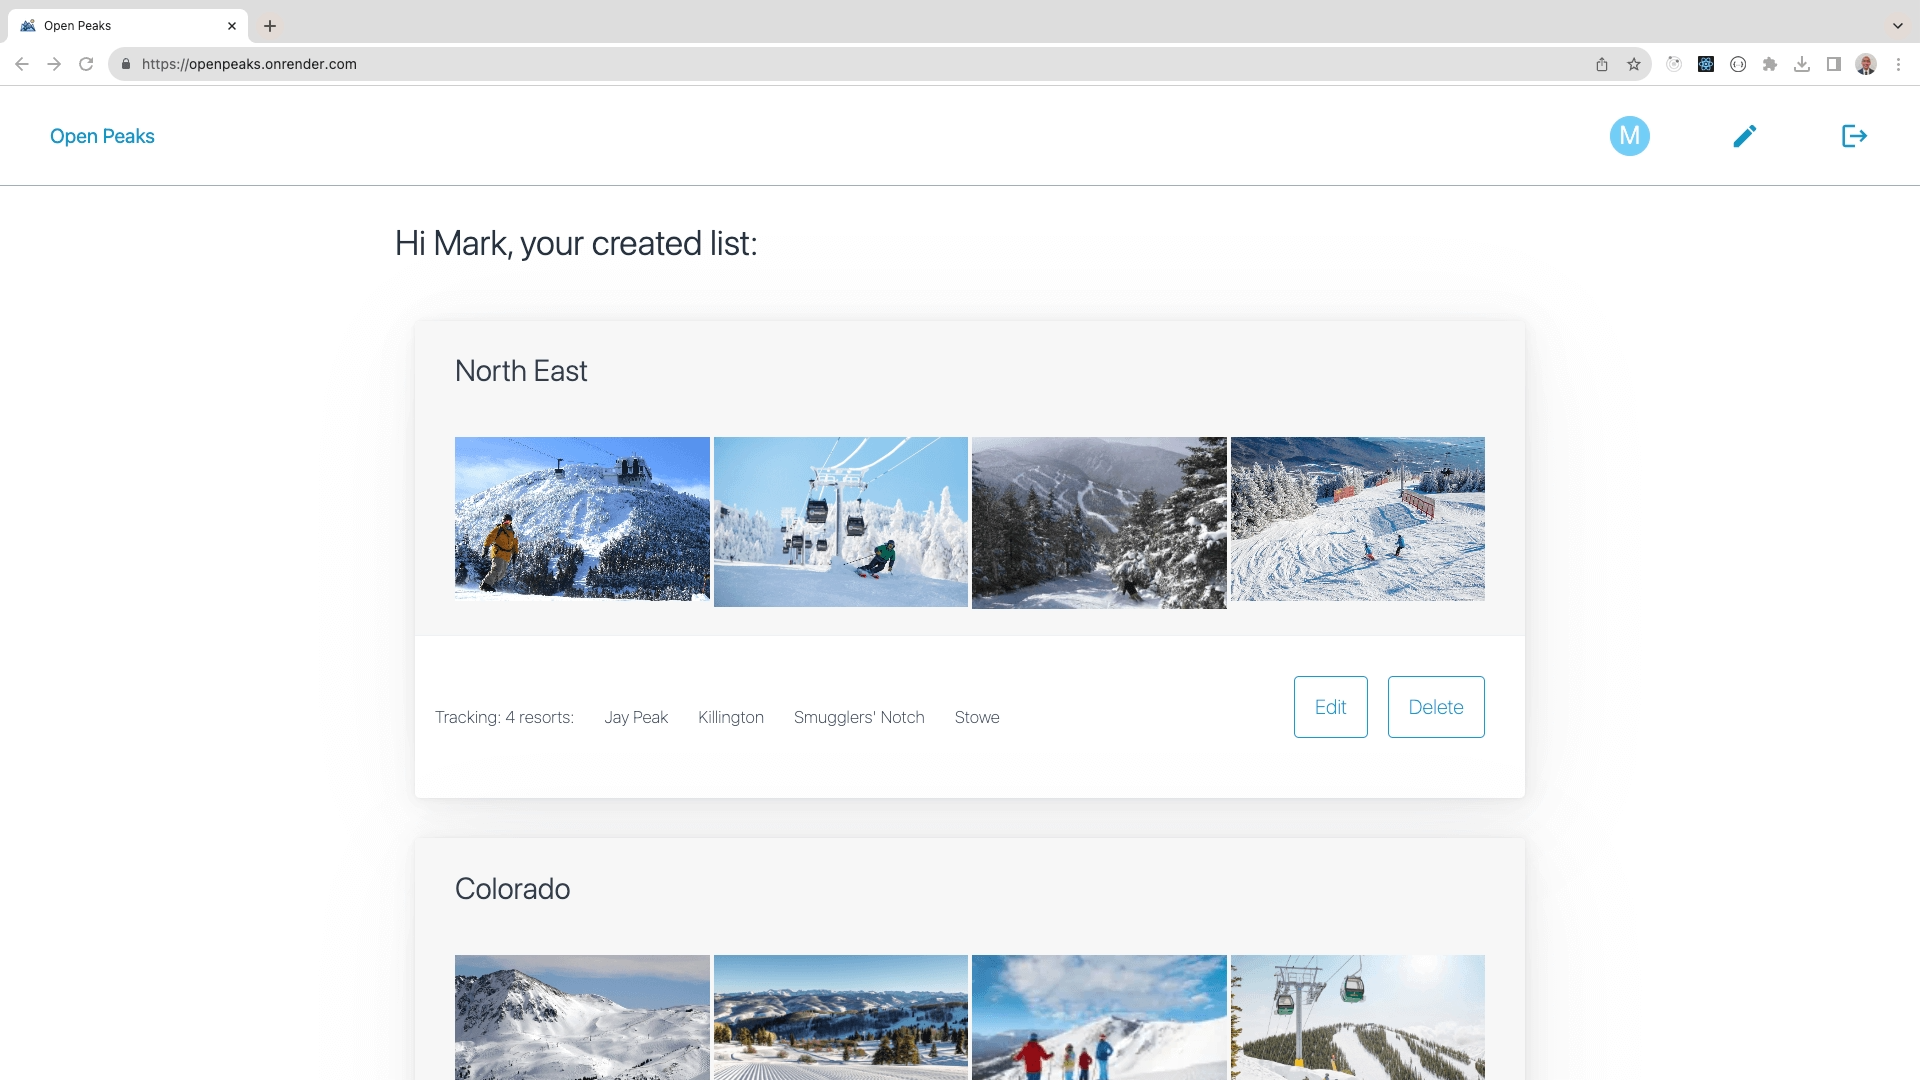 Open Peaks
https://openpeaks.onrender.com
Open Peaks
M
Hi Mark, your created list:
North East
Tracking: 4 resorts: Jay Peak Killington Smugglers' Notch Stowe
Edit Delete
Colorado